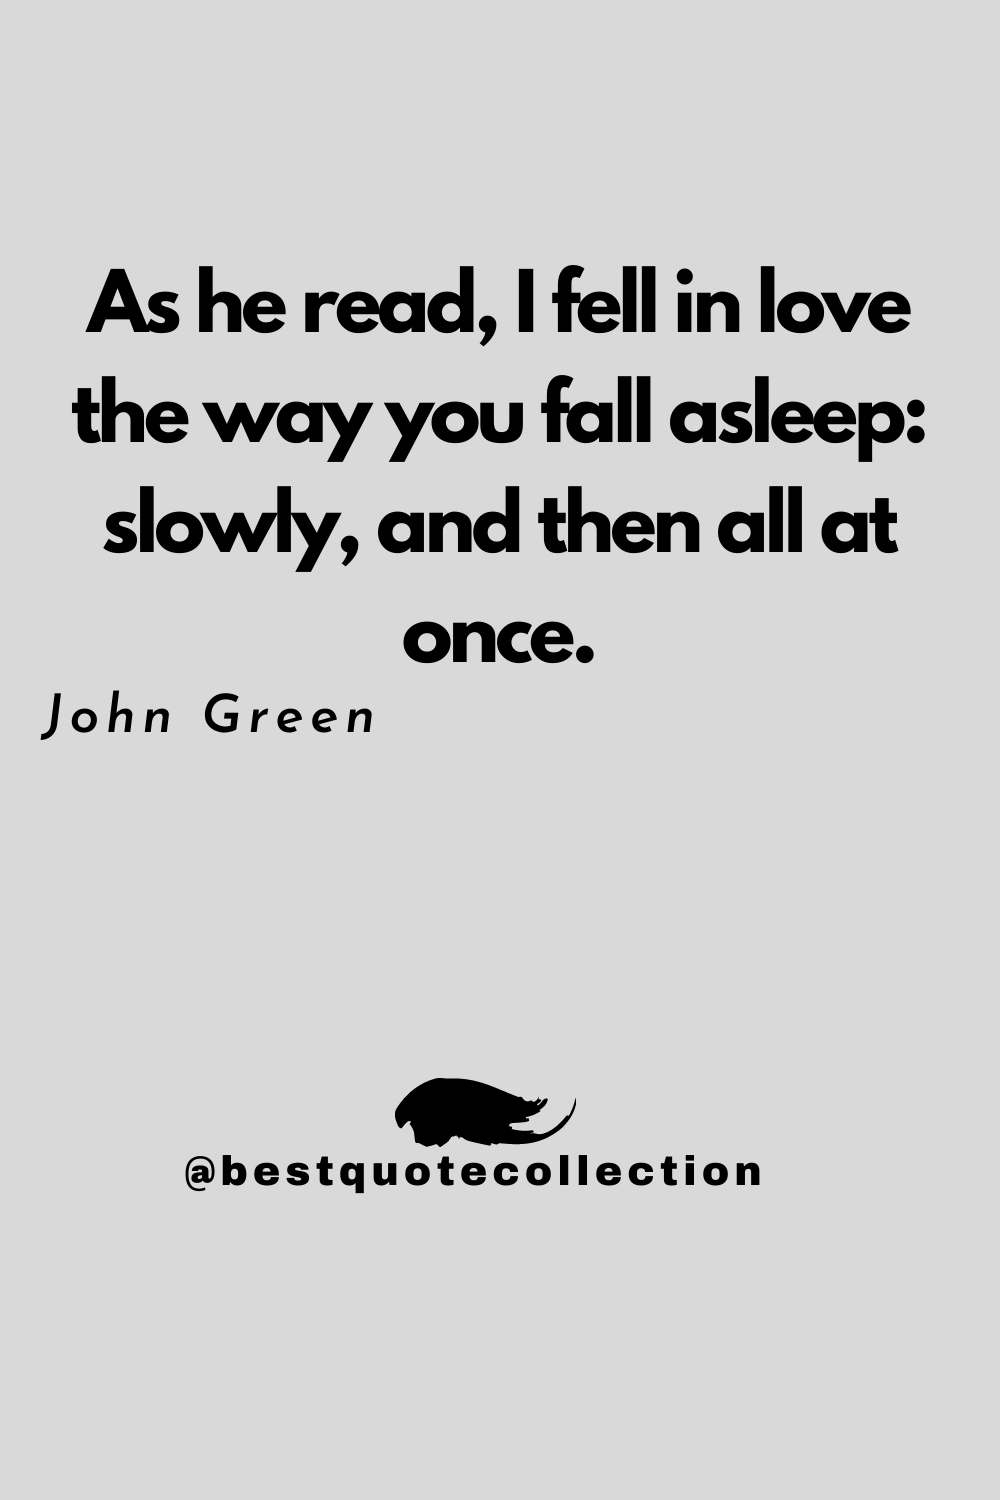 As he read, I fell in love
the way you fall asleep:
slowly, and then all at
once.
John Green
@bestquotecollection